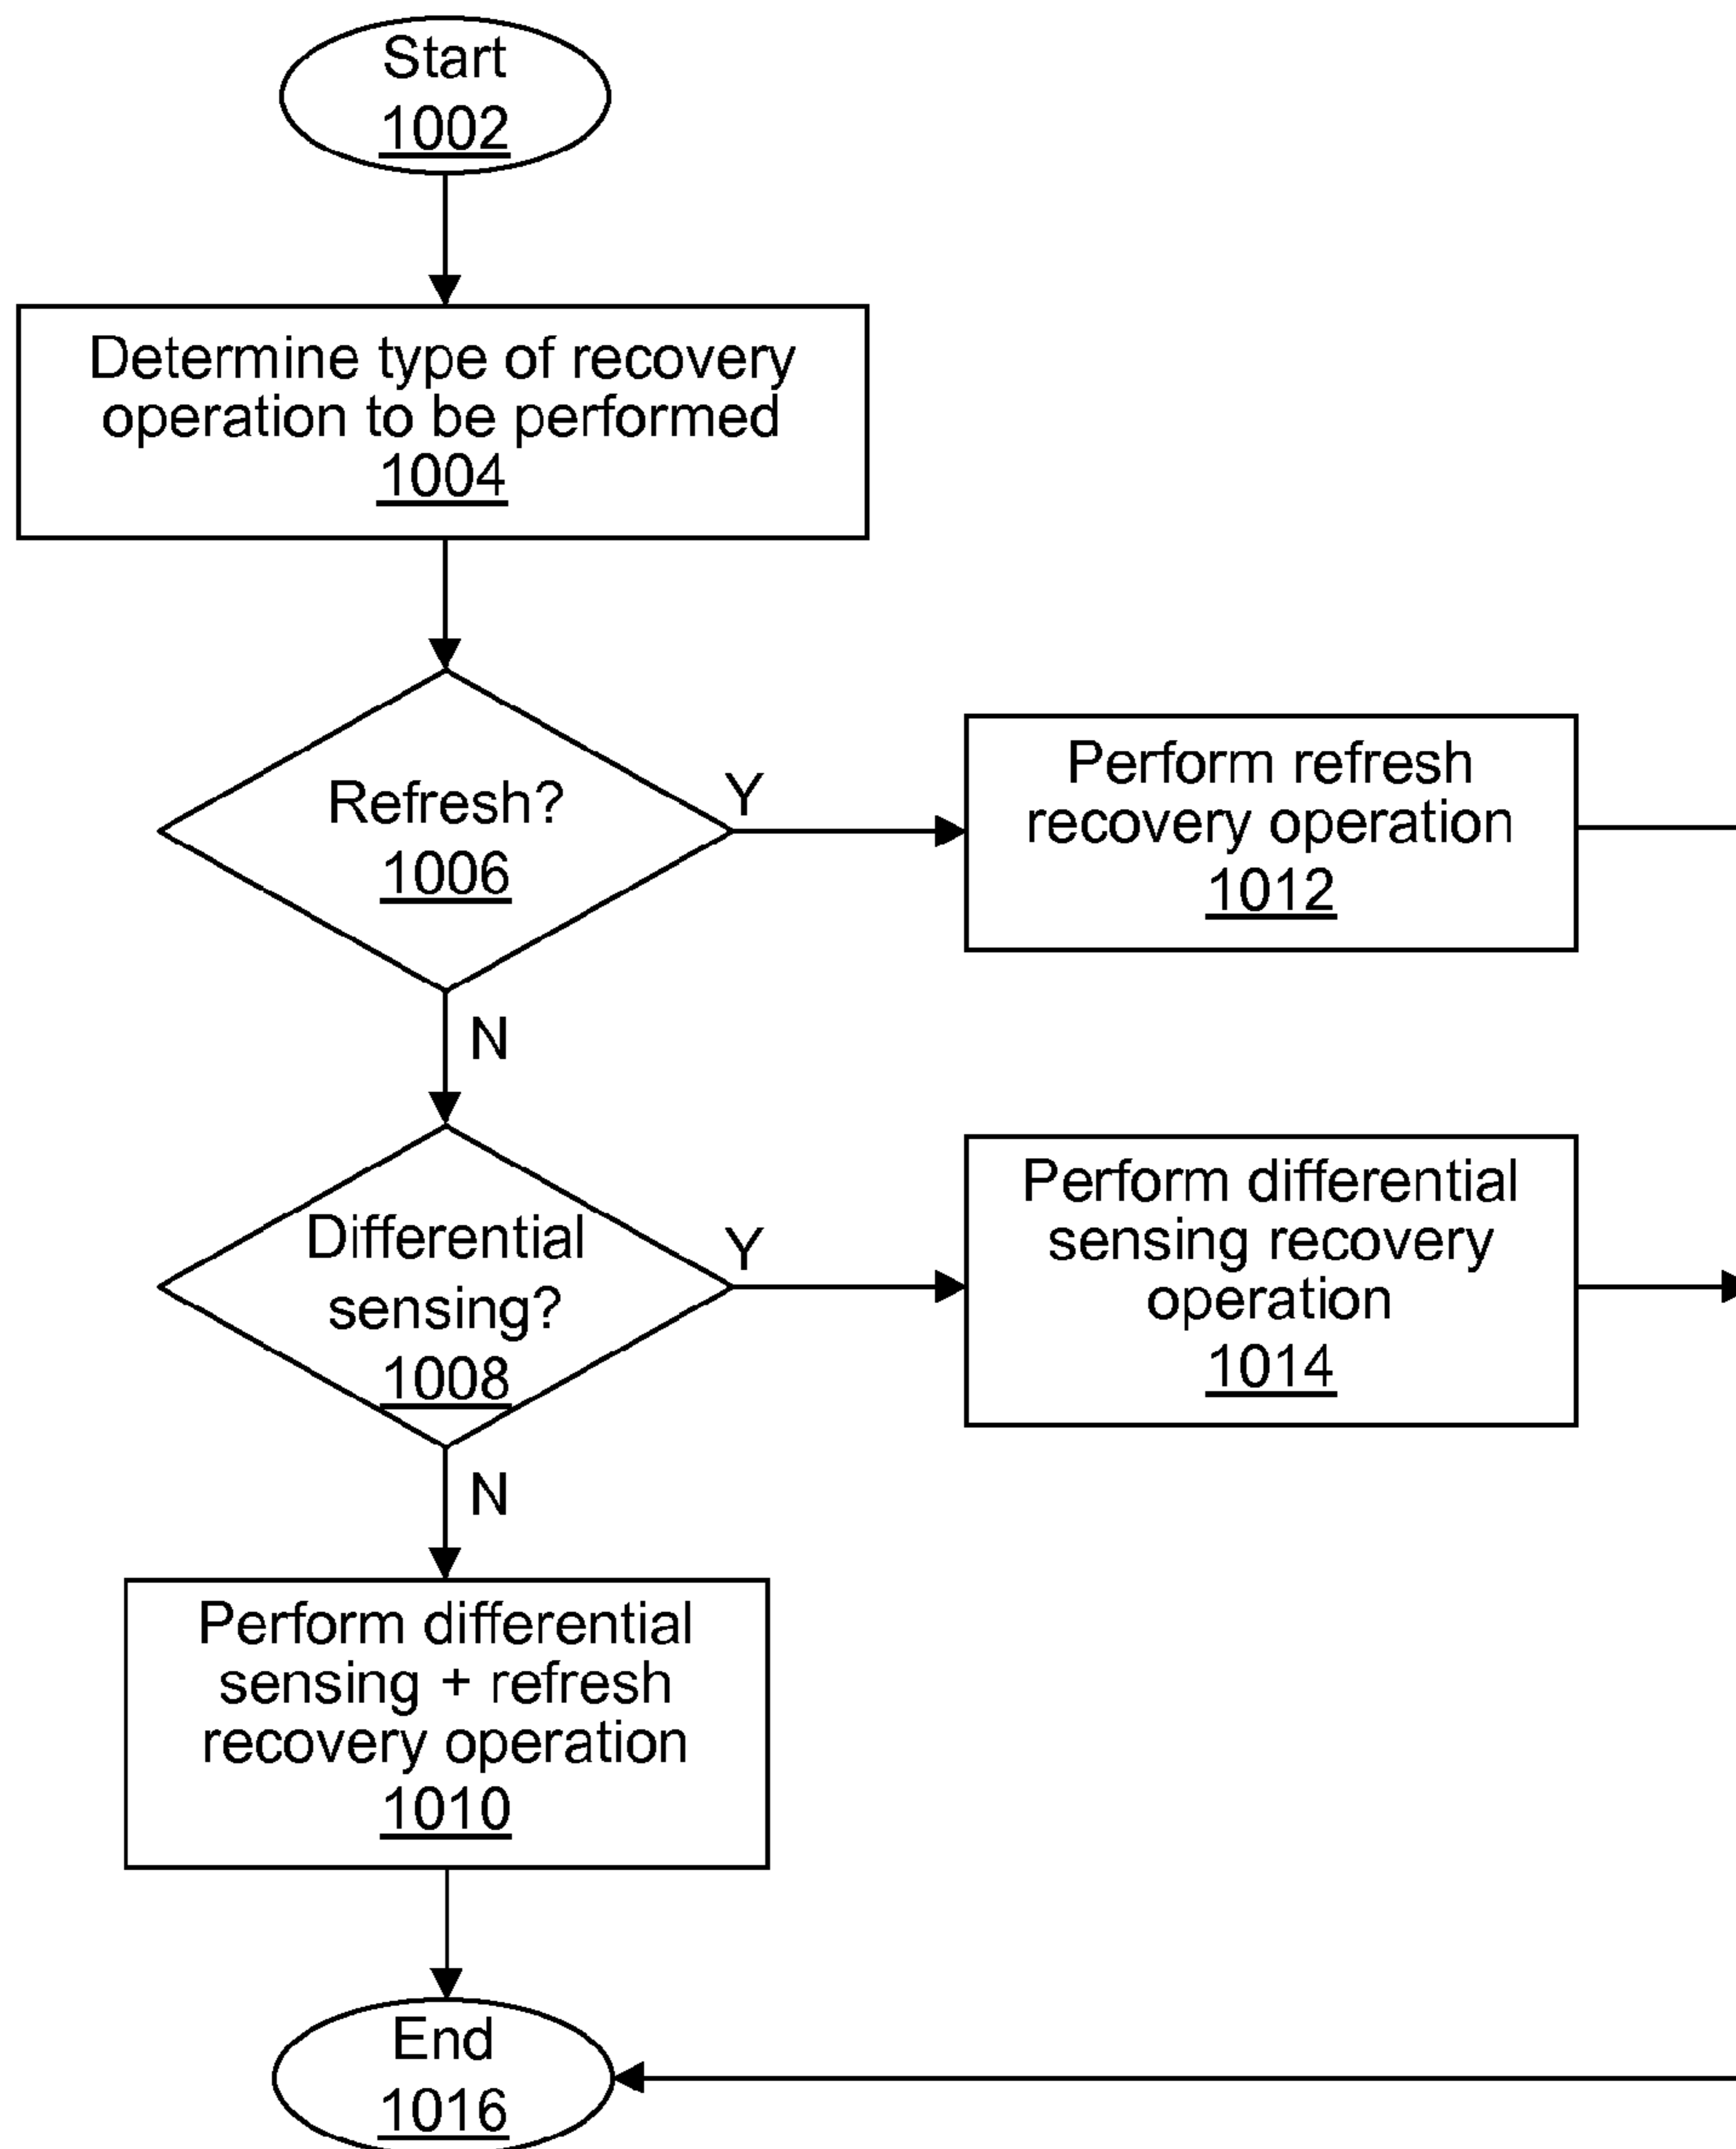 Start
1002
Determine type of recovery
operation to be performed
1004
Refresh?
1006
Y
Perform refresh
recovery operation
1012
N
Differential
sensing?
1008
Y
Perform differential
sensing recovery
operation
1014
N
Perform differential
sensing + refresh
recovery operation
1010
End
1016